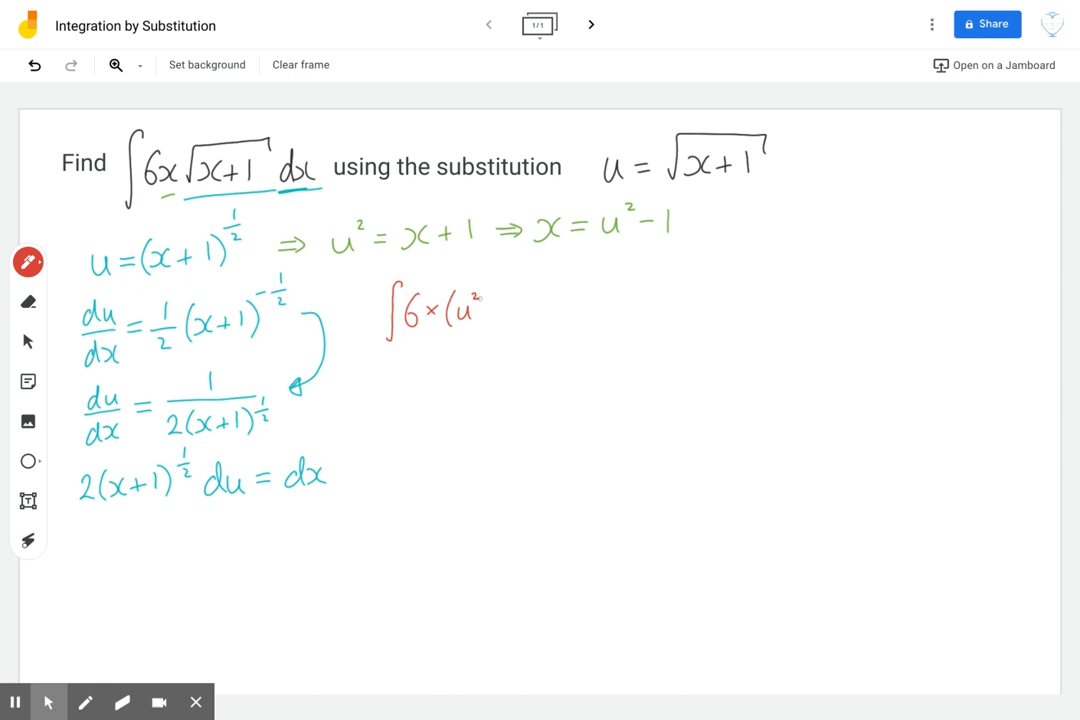 Integration by Substitution
1/1
Share
Set background
Clear frame
Open on a Jamboard
Find ∫6x√(x+1) dx using the substitution u = √(x+1)
u = (x+1)^(1/2) ⇒ u² = x+1 ⇒ x = u² - 1
du/dx = 1/2 (x+1)^(-1/2)
∫6×(u²
du/dx = 1/(2(x+1)^(1/2))
2(x+1)^(1/2) du = dx